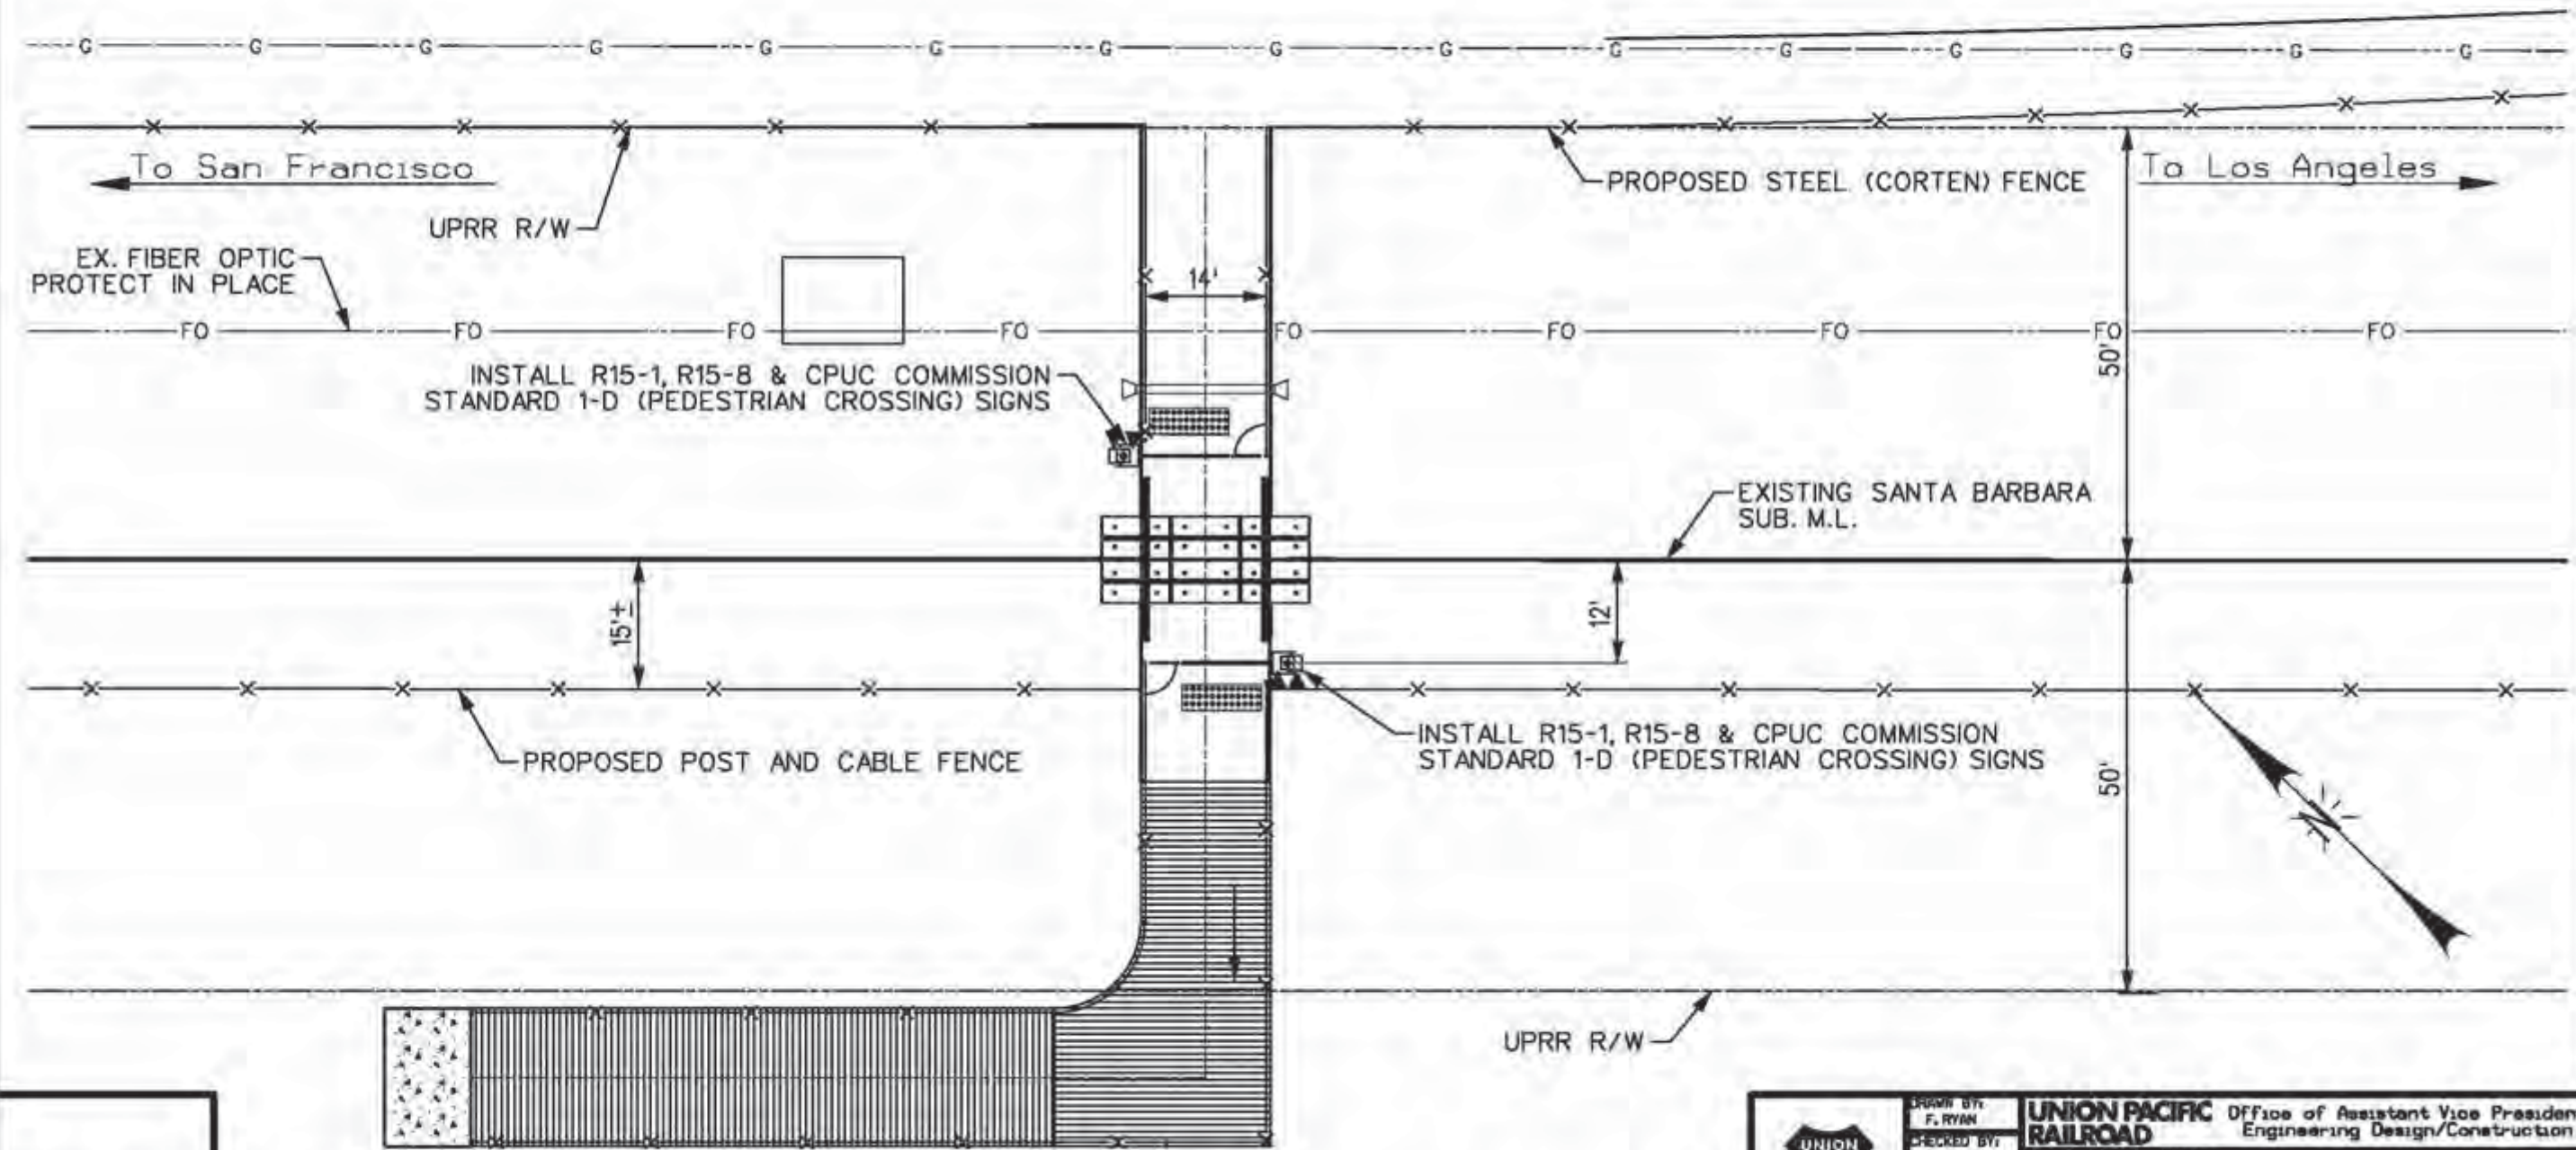 G G G G G G G G G G G G G G G
To San Francisco
To Los Angeles
PROPOSED STEEL (CORTEN) FENCE
UPRR R/W
EX. FIBER OPTIC
PROTECT IN PLACE
14'
FO FO FO FO FO FO FO FO FO
50'
INSTALL R15-1, R15-8 & CPUC COMMISSION
STANDARD 1-D (PEDESTRIAN CROSSING) SIGNS
EXISTING SANTA BARBARA
SUB. M.L.
15'±
12'
PROPOSED POST AND CABLE FENCE
INSTALL R15-1, R15-8 & CPUC COMMISSION
STANDARD 1-D (PEDESTRIAN CROSSING) SIGNS
50'
N
UPRR R/W
UNION
DRAWN BY:
F. RYAN
CHECKED BY:
UNION PACIFIC
RAILROAD
Office of Assistant Vice Presiden
Engineering Design/Construction